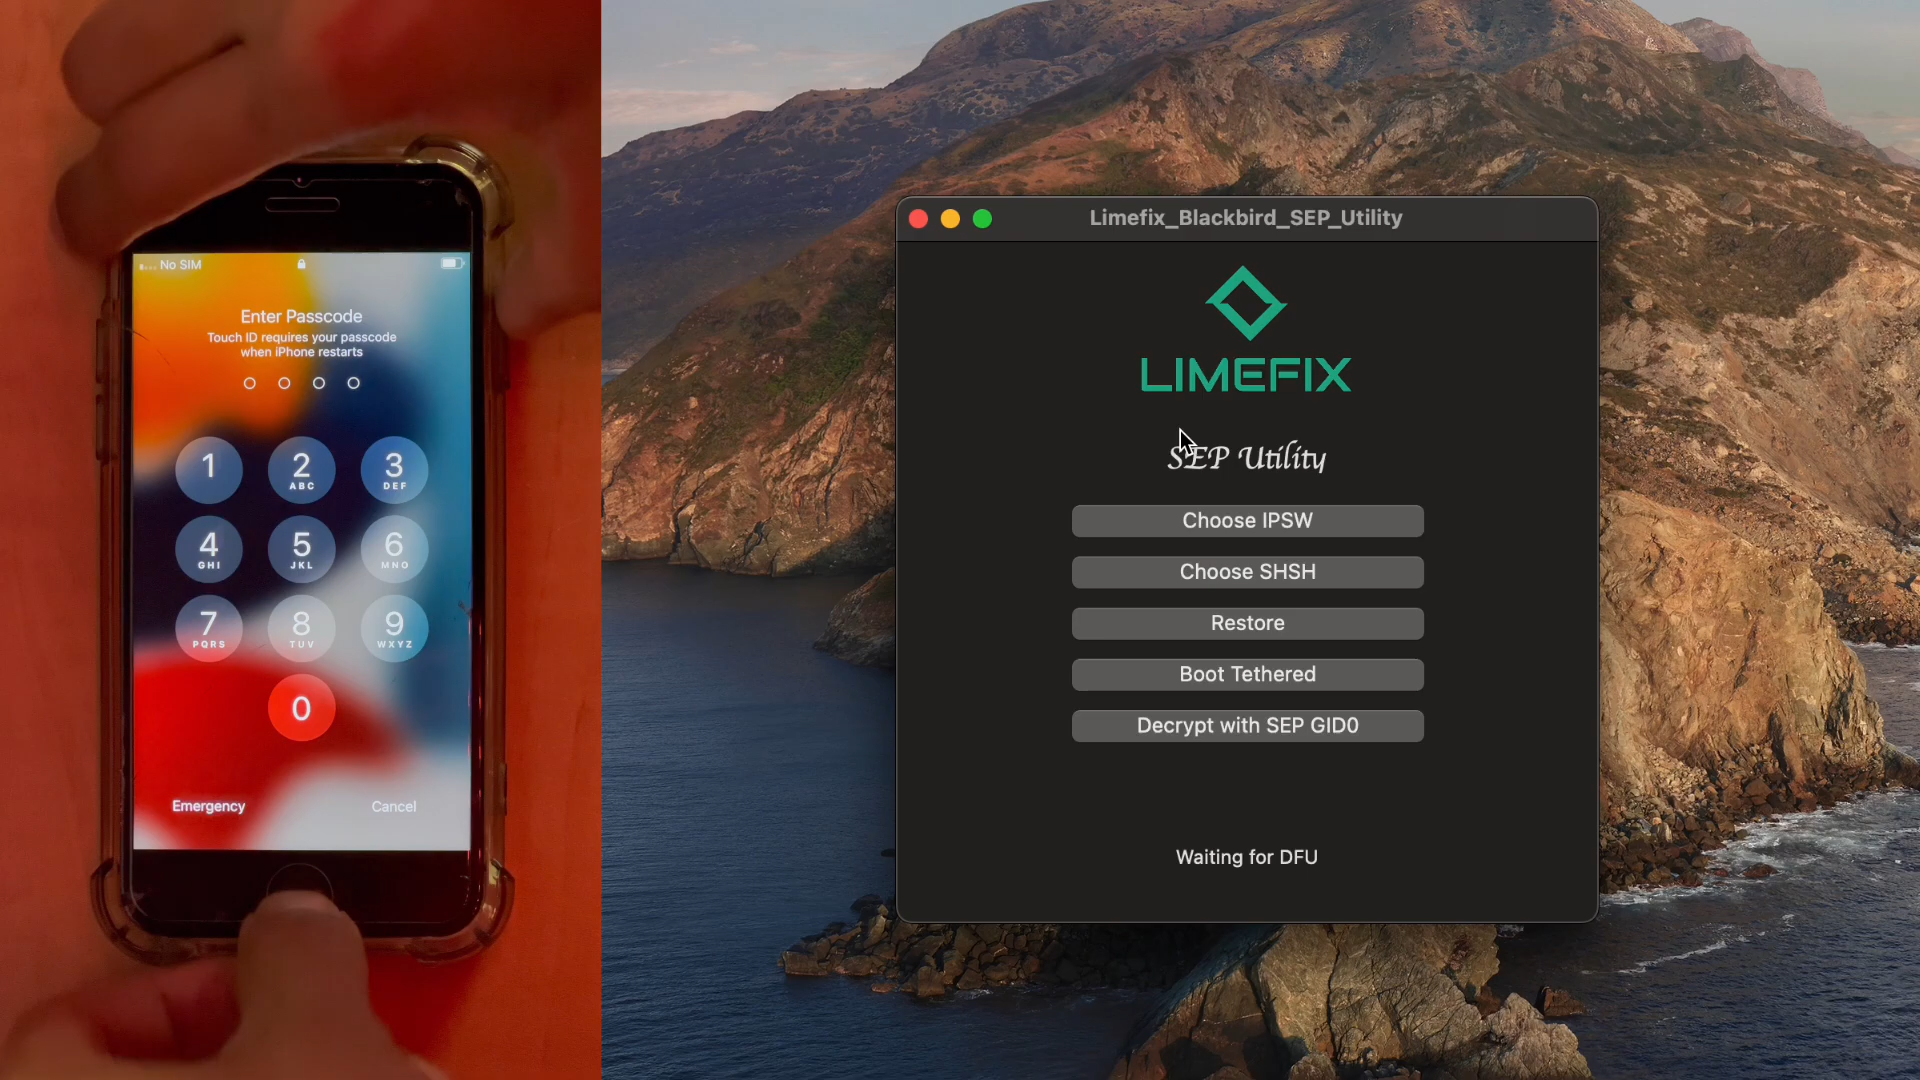 No SIM
Enter Passcode
Touch ID requires your passcode
when iPhone restarts
1
2
ABC
3
DEF
4
GHI
5
JKL
6
MNO
7
PQRS
8
TUV
9
WXYZ
0
Emergency
Cancel
Limefix_Blackbird_SEP_Utility
LIMEFIX
SEP Utility
Choose IPSW
Choose SHSH
Restore
Boot Tethered
Decrypt with SEP GID0
Waiting for DFU